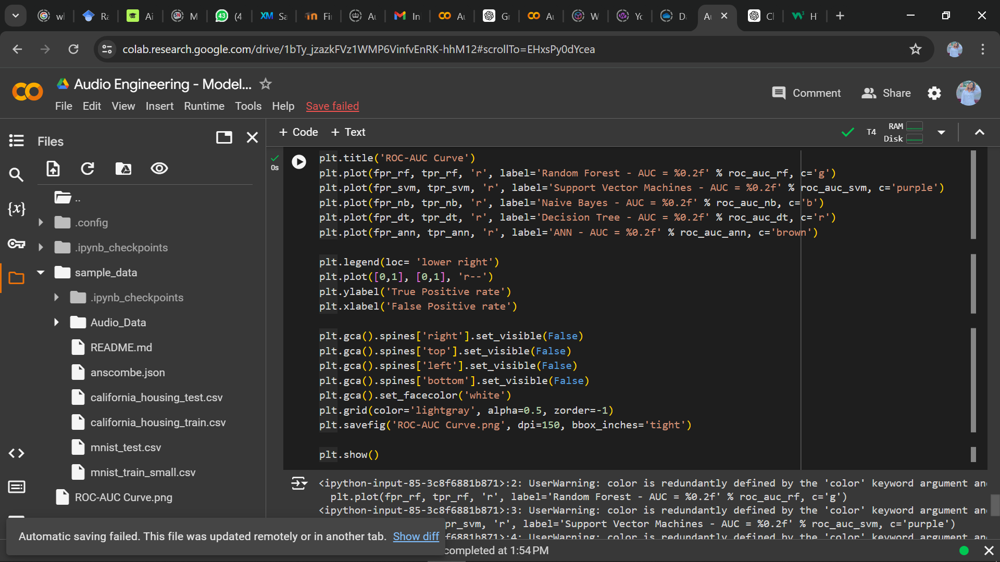 wl
Ra
Ai
M
43 (4
XM Sa
Fi
Au
In
Au
G
Au
W
Yo
D
Au
Cl
H
colab.research.google.com/drive/1bTy_jzazkFVz1WMP6VinfvEnRK-hhM12#scrollTo=EHxsPy0dYcea
Audio Engineering - Model...
Comment
Share
File Edit View Insert Runtime Tools Help Save failed
Files
+ Code + Text
T4
RAM
Disk
..
.config
.ipynb_checkpoints
sample_data
.ipynb_checkpoints
Audio_Data
README.md
anscombe.json
california_housing_test.csv
california_housing_train.csv
mnist_test.csv
mnist_train_small.csv
ROC-AUC Curve.png
0s
plt.title('ROC-AUC Curve')
plt.plot(fpr_rf, tpr_rf, 'r', label='Random Forest - AUC = %0.2f' % roc_auc_rf, c='g')
plt.plot(fpr_svm, tpr_svm, 'r', label='Support Vector Machines - AUC = %0.2f' % roc_auc_svm, c='purple')
plt.plot(fpr_nb, tpr_nb, 'r', label='Naive Bayes - AUC = %0.2f' % roc_auc_nb, c='b')
plt.plot(fpr_dt, tpr_dt, 'r', label='Decision Tree - AUC = %0.2f' % roc_auc_dt, c='r')
plt.plot(fpr_ann, tpr_ann, 'r', label='ANN - AUC = %0.2f' % roc_auc_ann, c='brown')
plt.legend(loc= 'lower right')
plt.plot([0,1], [0,1], 'r--')
plt.ylabel('True Positive rate')
plt.xlabel('False Positive rate')
plt.gca().spines['right'].set_visible(False)
plt.gca().spines['top'].set_visible(False)
plt.gca().spines['left'].set_visible(False)
plt.gca().spines['bottom'].set_visible(False)
plt.gca().set_facecolor('white')
plt.grid(color='lightgray', alpha=0.5, zorder=-1)
plt.savefig('ROC-AUC Curve.png', dpi=150, bbox_inches='tight')
plt.show()
<ipython-input-85-3c8f6881b871>:2: UserWarning: color is redundantly defined by the 'color' keyword argument and
plt.plot(fpr_rf, tpr_rf, 'r', label='Random Forest - AUC = %0.2f' % roc_auc_rf, c='g')
<ipython-input-85-3c8f6881b871>:3: UserWarning: color is redundantly defined by the 'color' keyword argument and
pr_svm, 'r', label='Support Vector Machines - AUC = %0.2f' % roc_auc_svm, c='purple')
f6881b871>:4: UserWarning: color is redundantly defined by the 'color' keyword argument and
Automatic saving failed. This file was updated remotely or in another tab. Show diff
completed at 1:54 PM